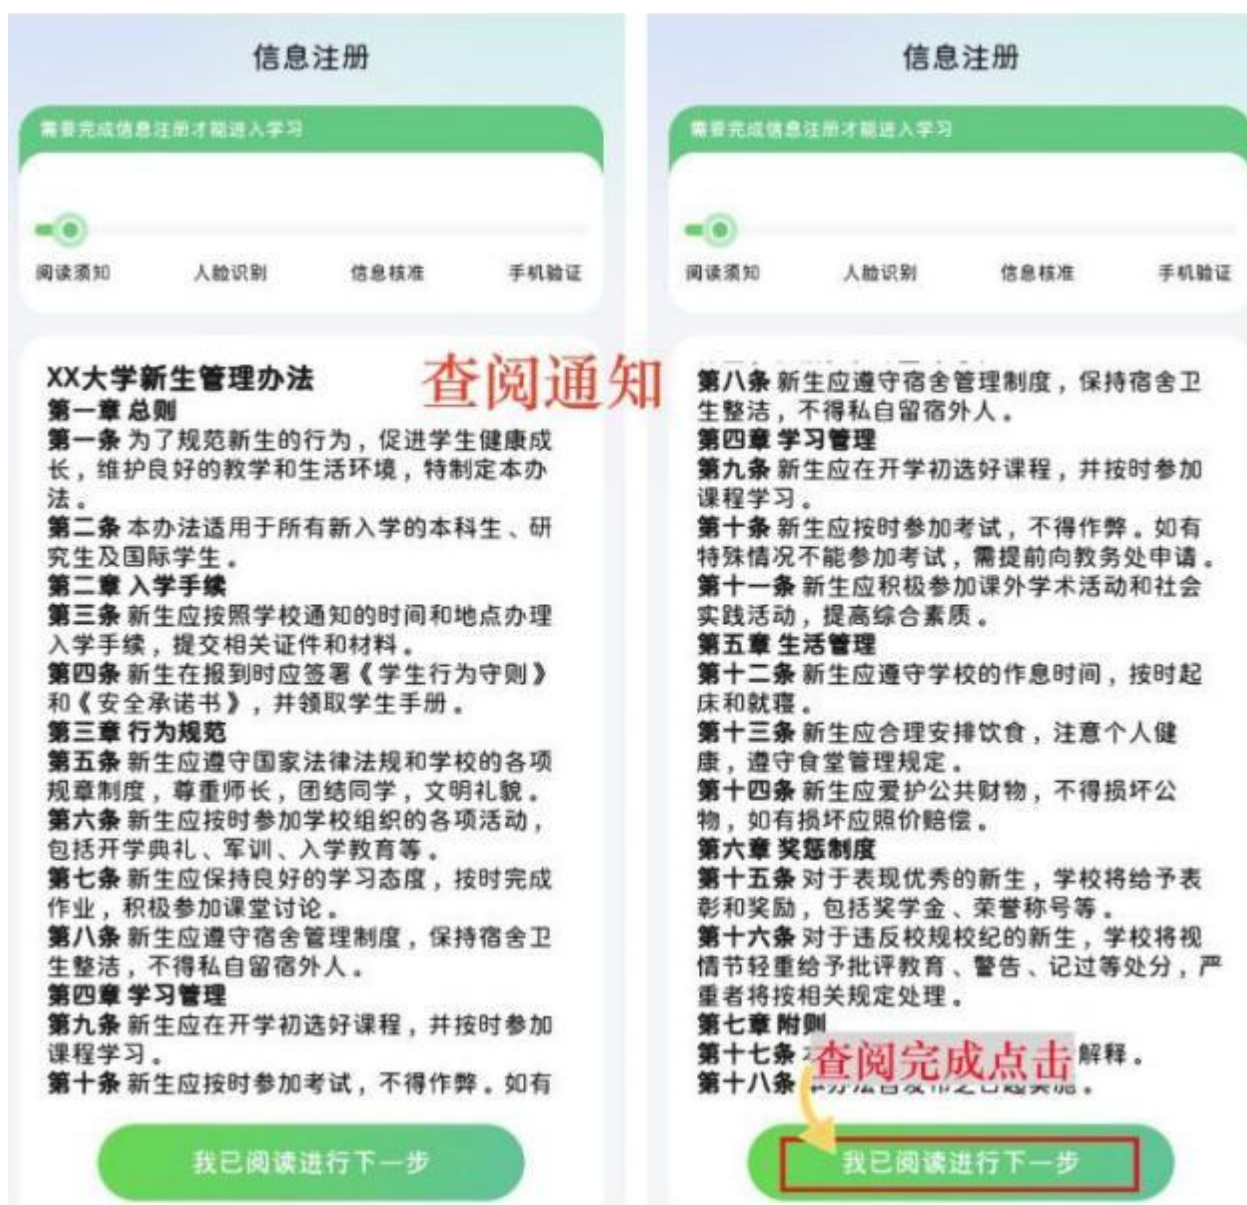 信息注册
需要完成信息注册才能进入学习
阅读须知 人脸识别 信息核准 手机验证
查阅通知
XX大学新生管理办法
第一章 总则
第一条 为了规范新生的行为，促进学生健康成
长，维护良好的教学和生活环境，特制定本办
法。
第二条 本办法适用于所有新入学的本科生、研
究生及国际学生。
第二章 入学手续
第三条 新生应按照学校通知的时间和地点办理
入学手续，提交相关证件和材料。
第四条 新生在报到时应签署《学生行为守则》
和《安全承诺书》，并领取学生手册。
第三章 行为规范
第五条 新生应遵守国家法律法规和学校的各项
规章制度，尊重师长，团结同学，文明礼貌。
第六条 新生应按时参加学校组织的各项活动，
包括开学典礼、军训、入学教育等。
第七条 新生应保持良好的学习态度，按时完成
作业，积极参加课堂讨论。
第八条 新生应遵守宿舍管理制度，保持宿舍卫
生整洁，不得私自留宿外人。
第四章 学习管理
第九条 新生应在开学初选好课程，并按时参加
课程学习。
第十条 新生应按时参加考试，不得作弊。如有
我已阅读进行下一步
信息注册
需要完成信息注册才能进入学习
阅读须知 人脸识别 信息核准 手机验证
第八条 新生应遵守宿舍管理制度，保持宿舍卫
生整洁，不得私自留宿外人。
第四章 学习管理
第九条 新生应在开学初选好课程，并按时参加
课程学习。
第十条 新生应按时参加考试，不得作弊。如有
特殊情况不能参加考试，需提前向教务处申请。
第十一条 新生应积极参加课外学术活动和社会
实践活动，提高综合素质。
第五章 生活管理
第十二条 新生应遵守学校的作息时间，按时起
床和就寝。
第十三条 新生应合理安排饮食，注意个人健
康，遵守食堂管理规定。
第十四条 新生应爱护公共财物，不得损坏公
物，如有损坏应照价赔偿。
第六章 奖惩制度
第十五条 对于表现优秀的新生，学校将给予表
彰和奖励，包括奖学金、荣誉称号等。
第十六条 对于违反校规校纪的新生，学校将视
情节轻重给予批评教育、警告、记过等处分，严
重者将按相关规定处理。
第七章 附则
第十七条 解释。
查阅完成点击
第十八条
我已阅读进行下一步